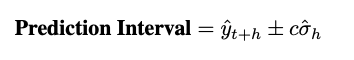 Prediction Interval = ŷ_{t+h} ± cσ̂_h